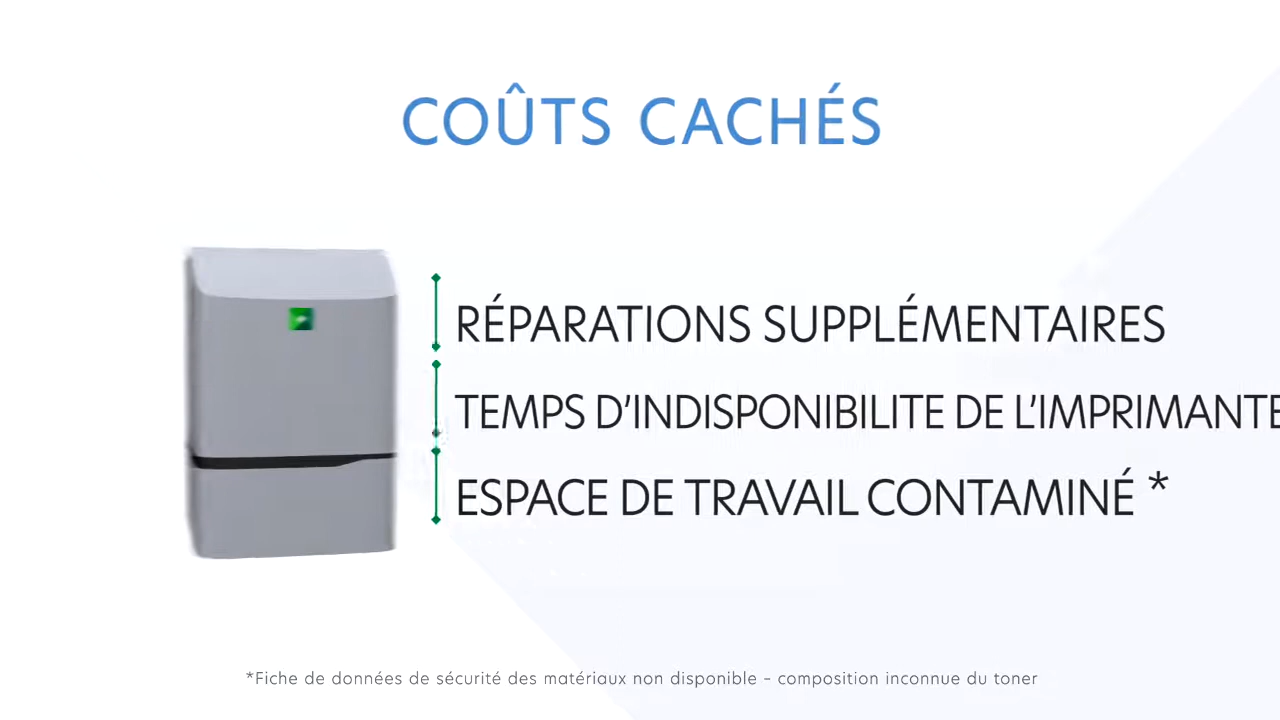 COÛTS CACHÉS
RÉPARATIONS SUPPLÉMENTAIRES
TEMPS D’INDISPONIBILITE DE L’IMPRIMANTE
ESPACE DE TRAVAIL CONTAMINÉ *
*Fiche de données de sécurité des matériaux non disponible – composition inconnue du toner